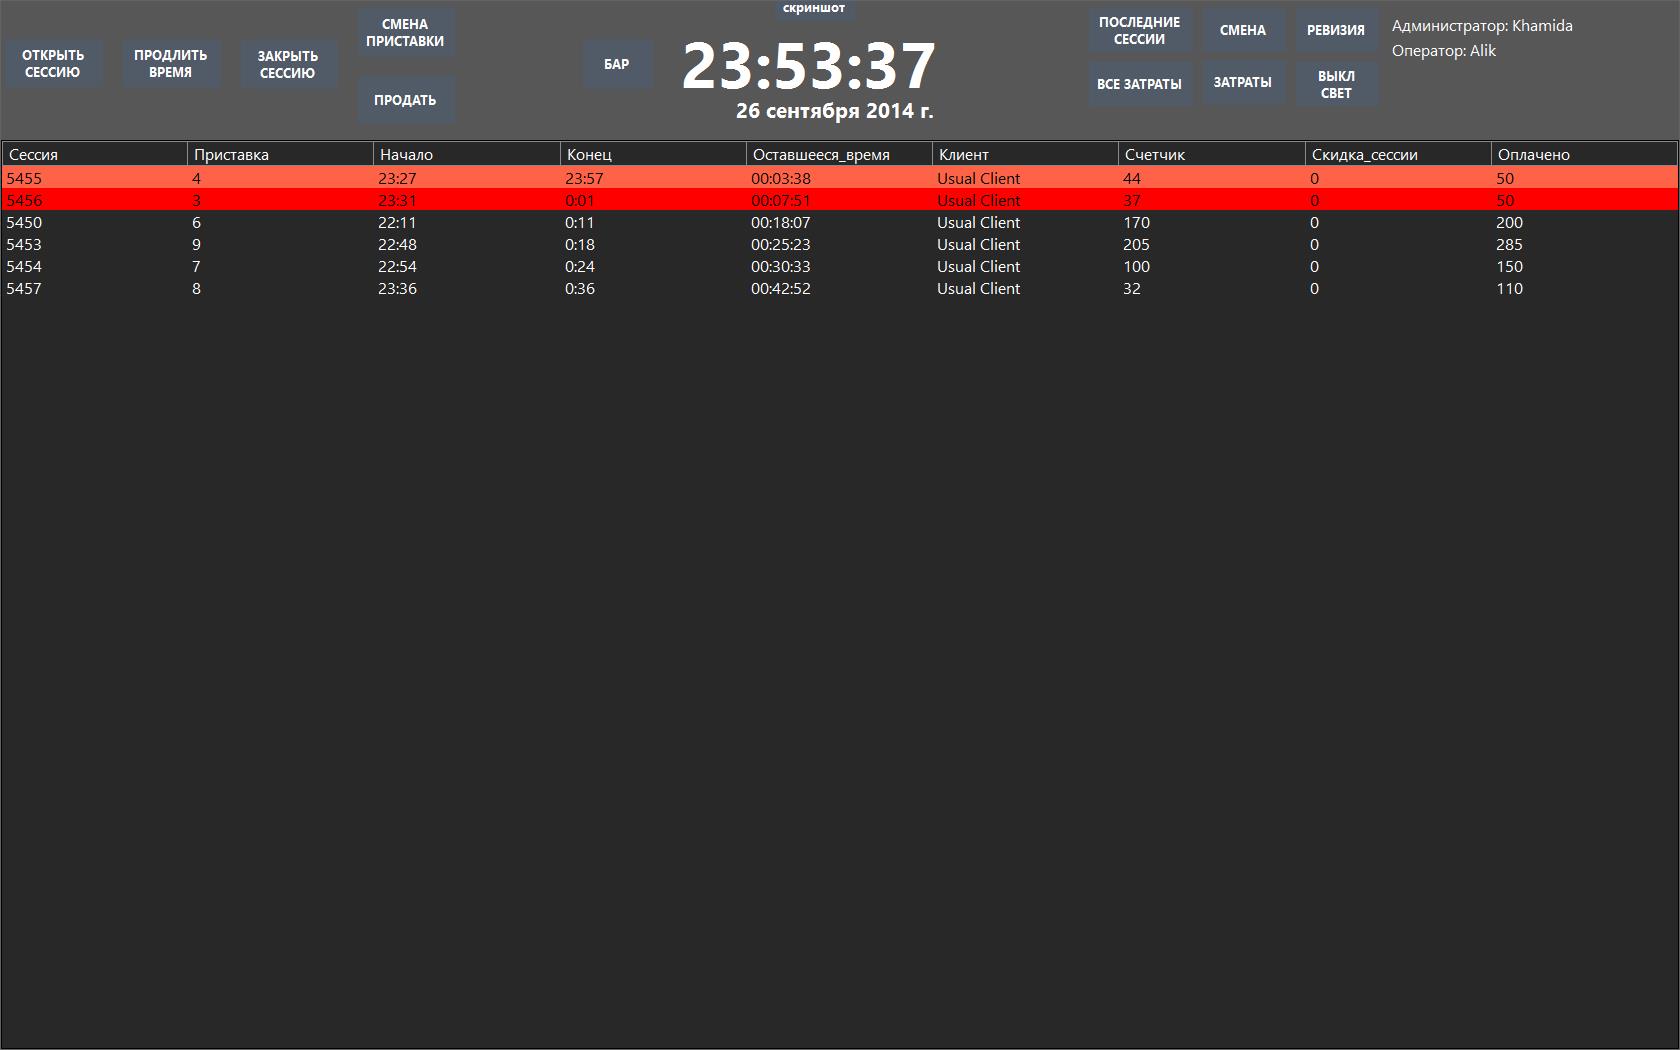 скриншот
ОТКРЫТЬ
СЕССИЮ
ПРОДЛИТЬ
ВРЕМЯ
ЗАКРЫТЬ
СЕССИЮ
СМЕНА
ПРИСТАВКИ
ПРОДАТЬ
БАР
23:53:37
26 сентября 2014 г.
ПОСЛЕДНИЕ
СЕССИИ
СМЕНА
РЕВИЗИЯ
ВСЕ ЗАТРАТЫ
ЗАТРАТЫ
ВЫКЛ
СВЕТ
Администратор: Khamida
Оператор: Alik
Сессия Приставка Начало Конец Оставшееся_время Клиент Счетчик Скидка_сессии Оплачено
5455 4 23:27 23:57 00:03:38 Usual Client 44 0 50
5456 3 23:31 0:01 00:07:51 Usual Client 37 0 50
5450 6 22:11 0:11 00:18:07 Usual Client 170 0 200
5453 9 22:48 0:18 00:25:23 Usual Client 205 0 285
5454 7 22:54 0:24 00:30:33 Usual Client 100 0 150
5457 8 23:36 0:36 00:42:52 Usual Client 32 0 110